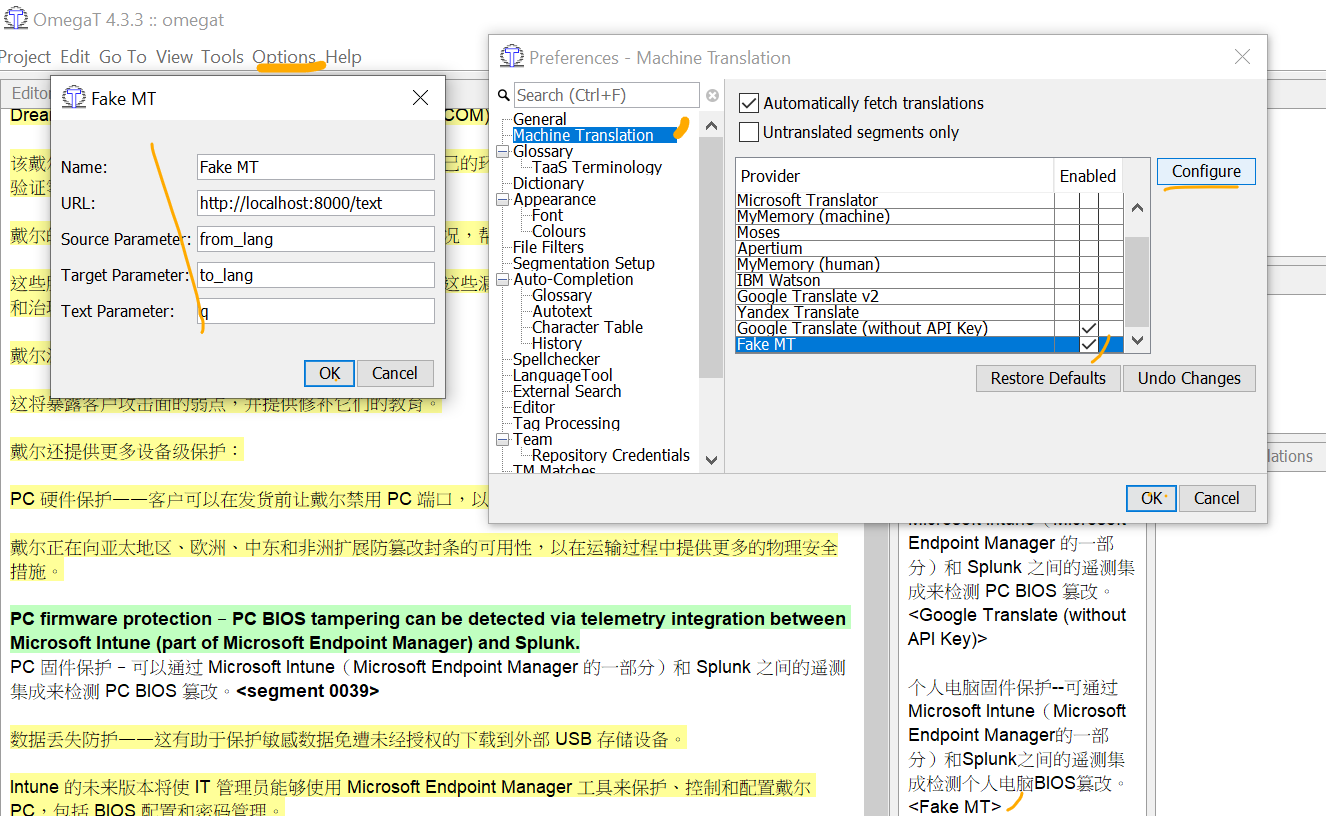 OmegaT 4.3.3 :: omegat
Project Edit Go To View Tools Options Help
Editor
Fake MT
Name:
Fake MT
URL:
http://localhost:8000/text
Source Parameter:
from_lang
Target Parameter:
to_lang
Text Parameter:
q
OK
Cancel
Preferences - Machine Translation
Search (Ctrl+F)
General
Machine Translation
Glossary
TaaS Terminology
Dictionary
Appearance
Font
Colours
File Filters
Segmentation Setup
Auto-Completion
Glossary
Autotext
Character Table
History
Spellchecker
LanguageTool
External Search
Editor
Tag Processing
Team
Repository Credentials
TM Matches
Automatically fetch translations
Untranslated segments only
Provider
Enabled
Microsoft Translator
MyMemory (machine)
Moses
Apertium
MyMemory (human)
IBM Watson
Google Translate v2
Yandex Translate
Google Translate (without API Key)
Fake MT
Configure
Restore Defaults
Undo Changes
OK
Cancel
COM)
该戴尔
己的环
验证
戴尔的
况，帮
这些
这些漏
和治理
戴尔
这将暴露客户攻击面的弱点，并提供修补它们的教育。
戴尔还提供更多设备级保护：
PC 硬件保护——客户可以在发货前让戴尔禁用 PC 端口，以
戴尔正在向亚太地区、欧洲、中东和非洲扩展防篡改封条的可用性，以在运输过程中提供更多的物理安全
措施。
PC firmware protection – PC BIOS tampering can be detected via telemetry integration between
Microsoft Intune (part of Microsoft Endpoint Manager) and Splunk.
PC 固件保护 – 可以通过 Microsoft Intune（Microsoft Endpoint Manager 的一部分）和 Splunk 之间的遥测
集成来检测 PC BIOS 篡改。<segment 0039>
数据丢失防护——这有助于保护敏感数据免遭未经授权的下载到外部 USB 存储设备。
Intune 的未来版本将使 IT 管理员能够使用 Microsoft Endpoint Manager 工具来保护、控制和配置戴尔
PC，包括 BIOS 配置和密码管理。
lations
Microsoft Intune（Microsoft
Endpoint Manager 的一部
分）和 Splunk 之间的遥测集
成来检测 PC BIOS 篡改。
<Google Translate (without
API Key)>
个人电脑固件保护--可通过
Microsoft Intune（Microsoft
Endpoint Manager的一部
分）和Splunk之间的遥测集
成检测个人电脑BIOS篡改。
<Fake MT>